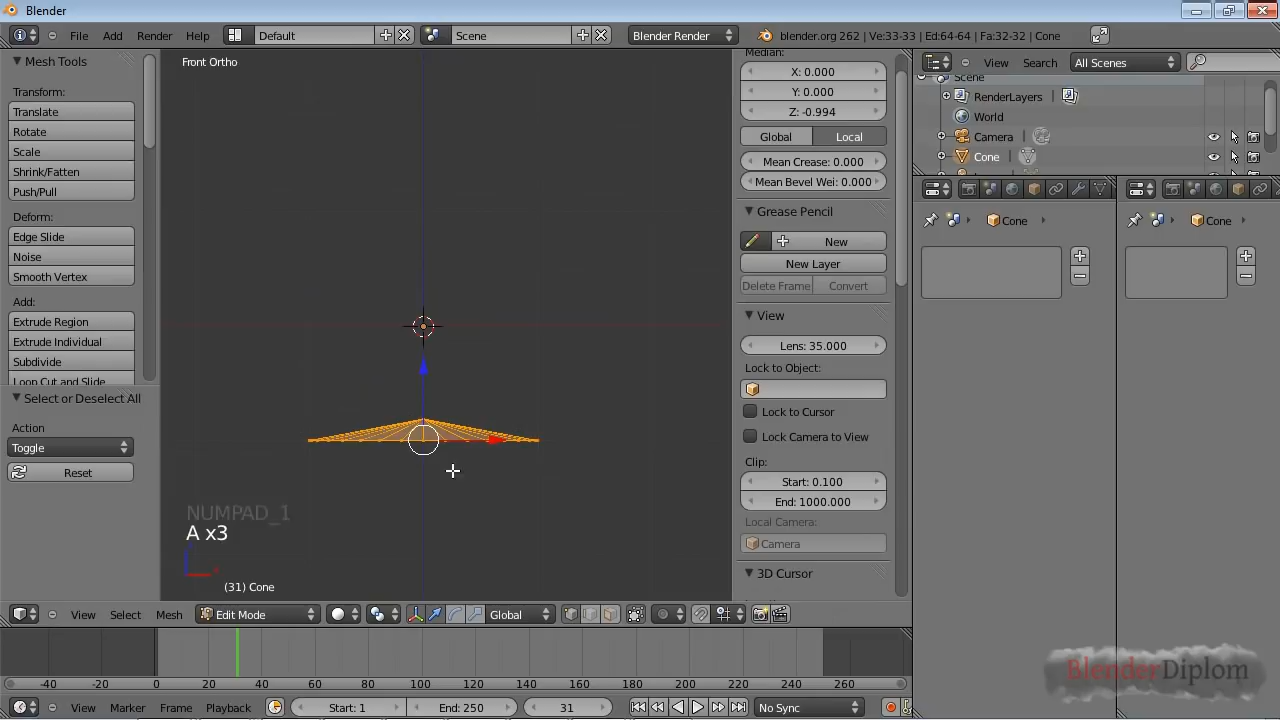 Blender
File Add Render Help Default Scene Blender Render blender.org 262 | Ve:33-33 | Ed:64-64 | Fa:32-32 | Cone
Mesh Tools
Transform:
Translate
Rotate
Scale
Shrink/Fatten
Push/Pull
Deform:
Edge Slide
Noise
Smooth Vertex
Add:
Extrude Region
Extrude Individual
Subdivide
Loop Cut and Slide
Select or Deselect All
Action
Toggle
Reset
Front Ortho
NUMPAD_1
A x3
(31) Cone
Median:
X: 0.000
Y: 0.000
Z: -0.994
Global Local
Mean Crease: 0.000
Mean Bevel Wei: 0.000
Grease Pencil
New
New Layer
Delete Frame Convert
View
Lens: 35.000
Lock to Object:
Lock to Cursor
Lock Camera to View
Clip:
Start: 0.100
End: 1000.000
Local Camera:
Camera
3D Cursor
View Search All Scenes
Scene
RenderLayers
World
Camera
Cone
Cone
Cone
View Select Mesh Edit Mode Global
-40 -20 0 20 40 60 80 100 120 140 160 180 200 220 240 260
View Marker Frame Playback Start: 1 End: 250 31 No Sync
BlenderDiplom